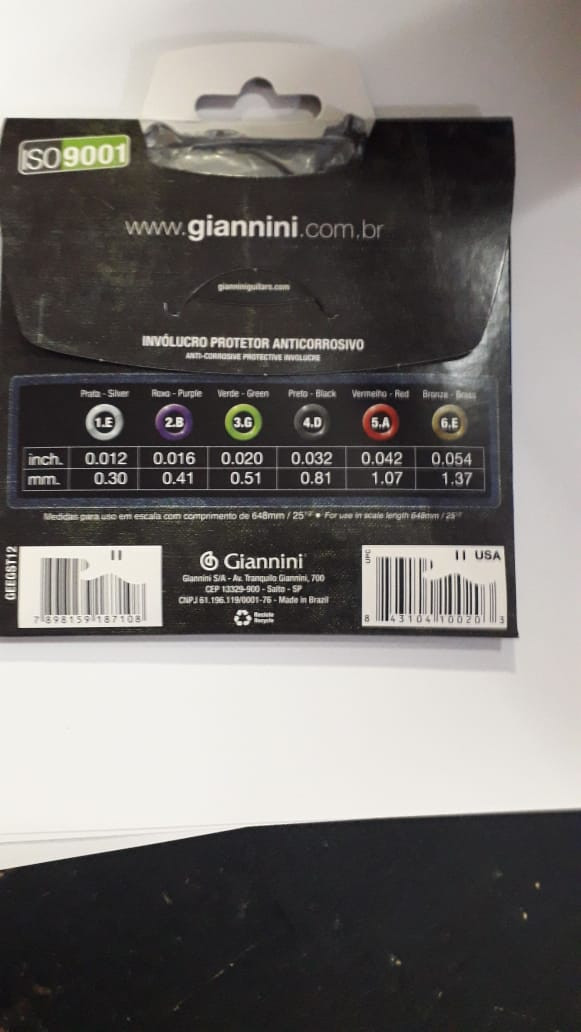 ISO9001
www.giannini.com.br
gianniniguitars.com
INVÓLUCRO PROTETOR ANTICORROSIVO
ANTI-CORROSIVE PROTECTIVE INVOLUCRE
Prata - Silver Roxo - Purple Verde - Green Preto - Black Vermelho - Red Bronze - Brass
1.E 2.B 3.G 4.D 5.A 6.E
inch. 0.012 0.016 0.020 0.032 0.042 0.054
mm. 0.30 0.41 0.51 0.81 1.07 1.37
Medidas para uso em escala com comprimento de 648mm / 25 • For use in scale length 648mm / 25
GEEGST12
7 898159 187108
Giannini
Giannini S/A - Av. Tranquilo Giannini, 700
CEP 13329-900 - Salto - SP
CNPJ 61.196.119/0001-76 - Made in Brazil
Recicle
Recycle
UPC
USA
8 43104 10020 3